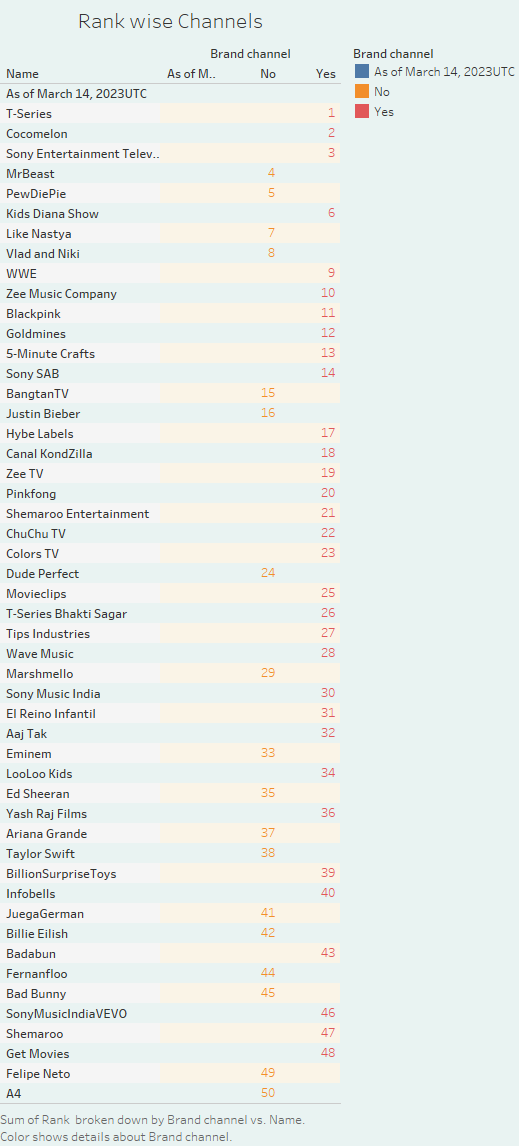 Rank wise Channels
Brand channel
Name As of M.. No Yes
As of March 14, 2023UTC
T-Series 1
Cocomelon 2
Sony Entertainment Telev.. 3
MrBeast 4
PewDiePie 5
Kids Diana Show 6
Like Nastya 7
Vlad and Niki 8
WWE 9
Zee Music Company 10
Blackpink 11
Goldmines 12
5-Minute Crafts 13
Sony SAB 14
BangtanTV 15
Justin Bieber 16
Hybe Labels 17
Canal KondZilla 18
Zee TV 19
Pinkfong 20
Shemaroo Entertainment 21
ChuChu TV 22
Colors TV 23
Dude Perfect 24
Movieclips 25
T-Series Bhakti Sagar 26
Tips Industries 27
Wave Music 28
Marshmello 29
Sony Music India 30
El Reino Infantil 31
Aaj Tak 32
Eminem 33
LooLoo Kids 34
Ed Sheeran 35
Yash Raj Films 36
Ariana Grande 37
Taylor Swift 38
BillionSurpriseToys 39
Infobells 40
JuegaGerman 41
Billie Eilish 42
Badabun 43
Fernanfloo 44
Bad Bunny 45
SonyMusicIndiaVEVO 46
Shemaroo 47
Get Movies 48
Felipe Neto 49
A4 50
Sum of Rank broken down by Brand channel vs. Name.
Color shows details about Brand channel.
Brand channel
As of March 14, 2023UTC
No
Yes